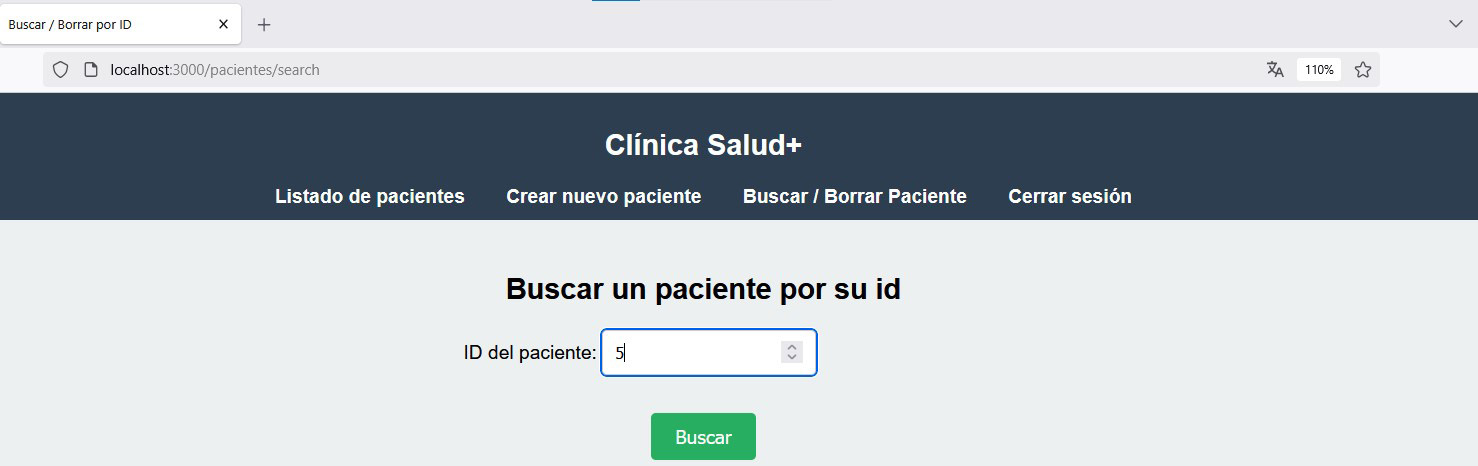 Buscar / Borrar por ID
localhost:3000/pacientes/search
110%
Clínica Salud+
Listado de pacientes Crear nuevo paciente Buscar / Borrar Paciente Cerrar sesión
Buscar un paciente por su id
ID del paciente: 5
Buscar